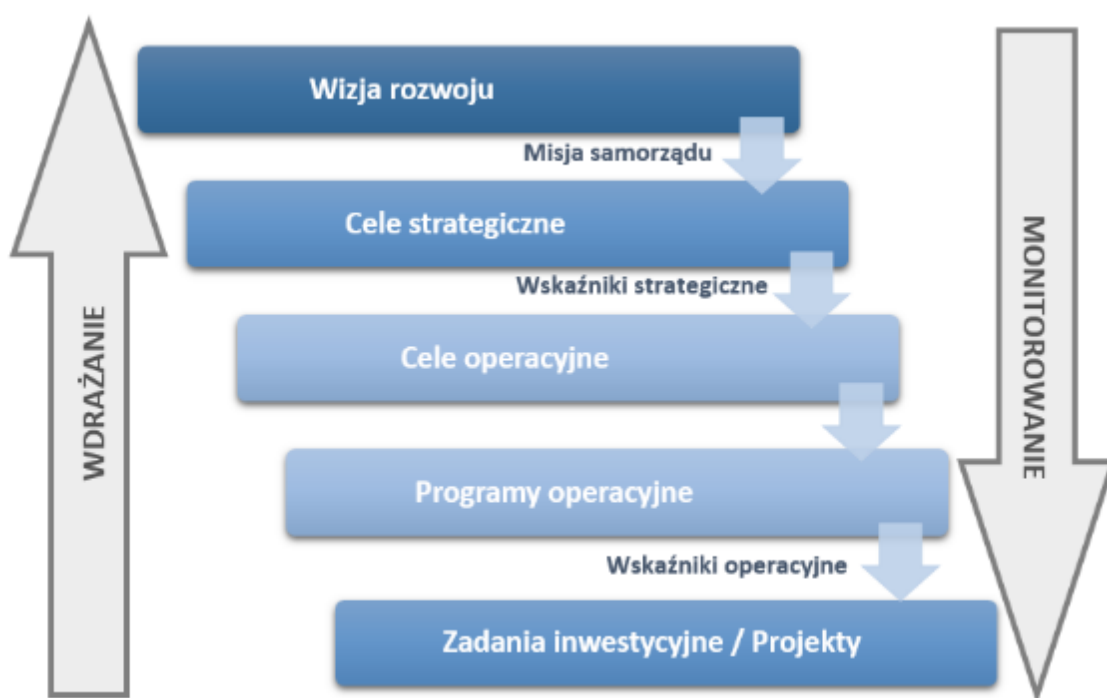 Wizja rozwoju
Misja samorządu
Cele strategiczne
Wskaźniki strategiczne
Cele operacyjne
Programy operacyjne
Wskaźniki operacyjne
Zadania inwestycyjne / Projekty
WDRAŻANIE
MONITOROWANIE